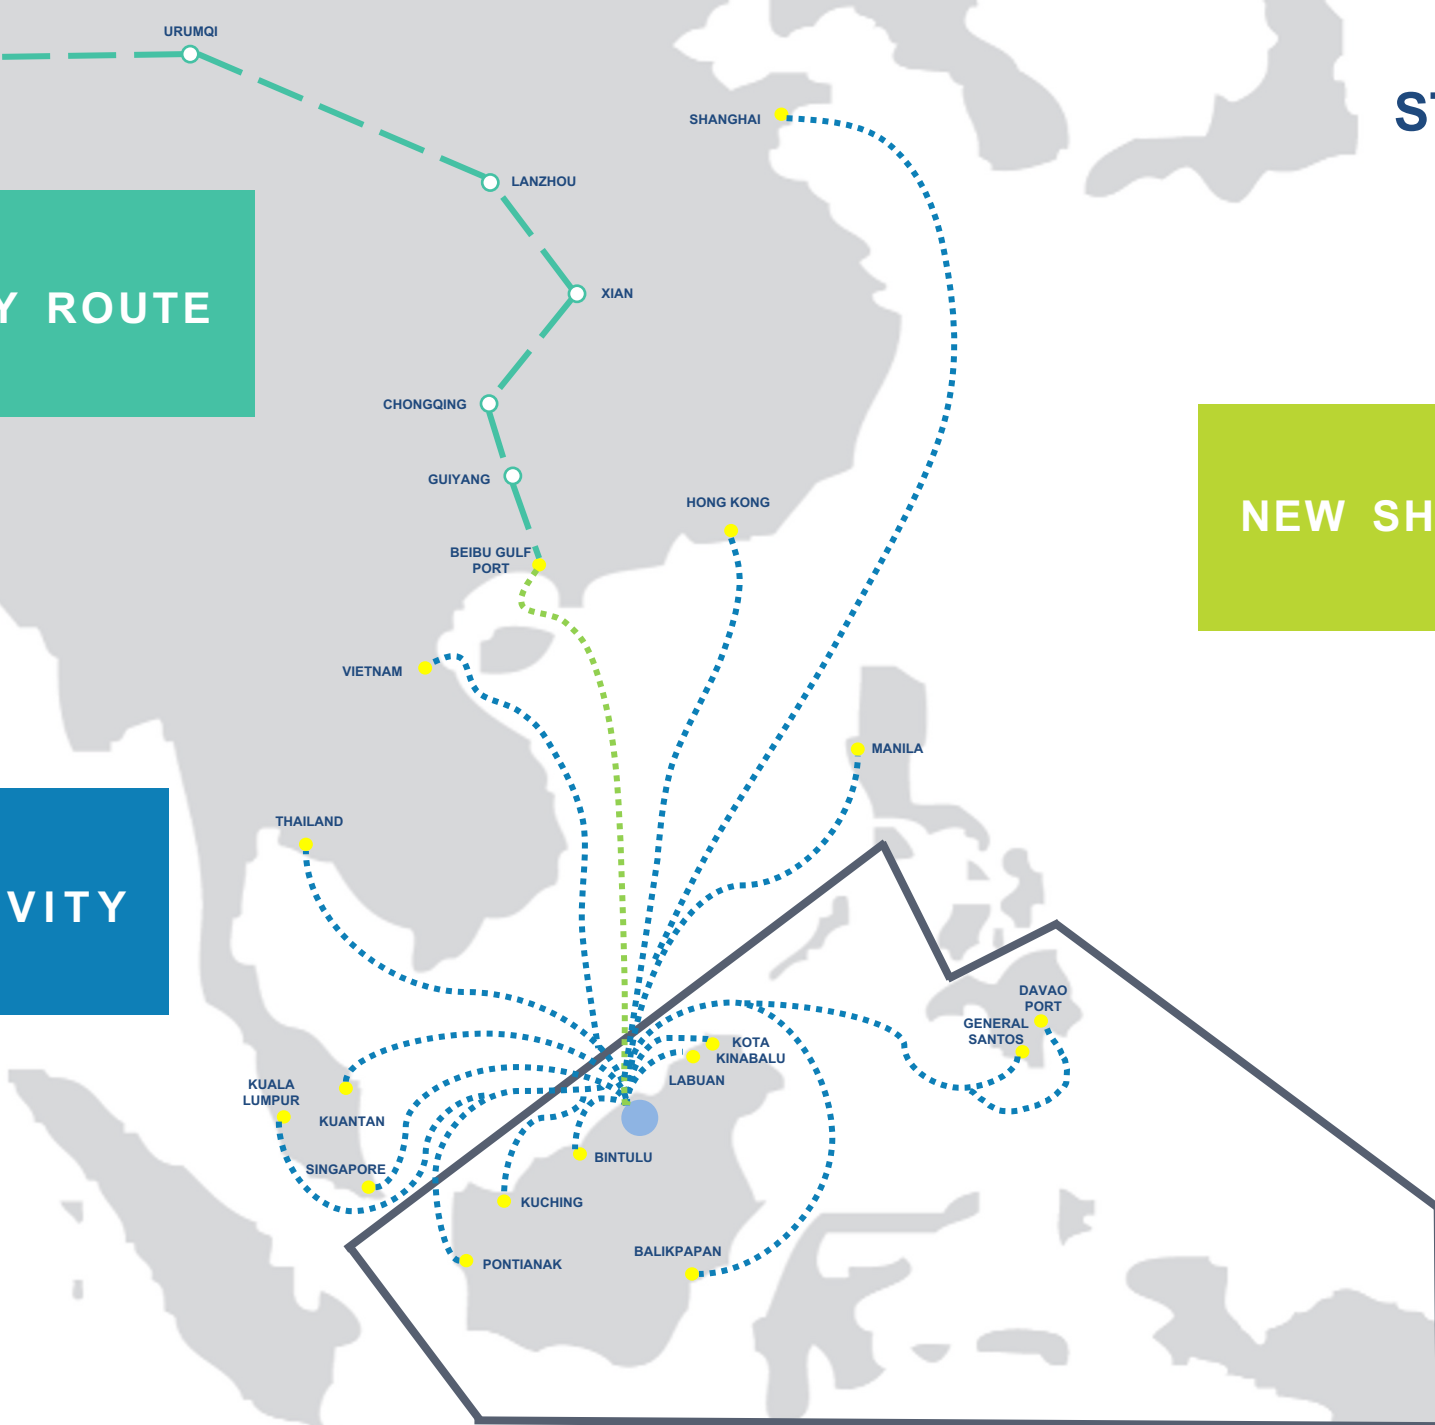 URUMQI
ST
SHANGHAI
LANZHOU
Y ROUTE
XIAN
CHONGQING
GUIYANG
HONG KONG
NEW SH
BEIBU GULF
PORT
VIETNAM
MANILA
THAILAND
VITY
DAVAO
PORT
GENERAL
SANTOS
KOTA
KINABALU
LABUAN
KUALA
LUMPUR
KUANTAN
BINTULU
SINGAPORE
KUCHING
BALIKPAPAN
PONTIANAK